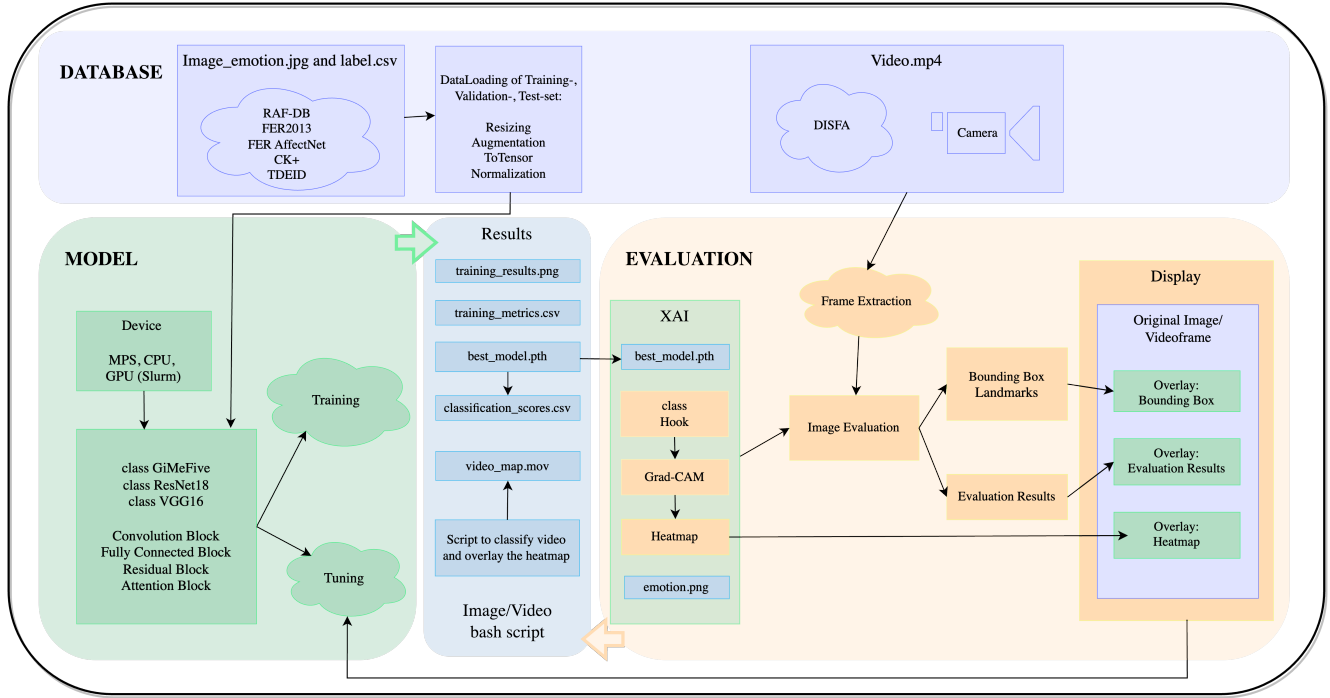 DATABASE
Image_emotion.jpg and label.csv
RAF-DB
FER2013
FER AffectNet
CK+
TDEID
DataLoading of Training-,
Validation-, Test-set:
Resizing
Augmentation
ToTensor
Normalization
Video.mp4
DISFA
Camera
MODEL
Device
MPS, CPU,
GPU (Slurm)
class GiMeFive
class ResNet18
class VGG16
Convolution Block
Fully Connected Block
Residual Block
Attention Block
Training
Tuning
Results
training_results.png
training_metrics.csv
best_model.pth
classification_scores.csv
video_map.mov
Script to classify video
and overlay the heatmap
Image/Video
bash script
EVALUATION
XAI
best_model.pth
class
Hook
Grad-CAM
Heatmap
emotion.png
Frame Extraction
Image Evaluation
Bounding Box
Landmarks
Evaluation Results
Display
Original Image/
Videoframe
Overlay:
Bounding Box
Overlay:
Evaluation Results
Overlay:
Heatmap